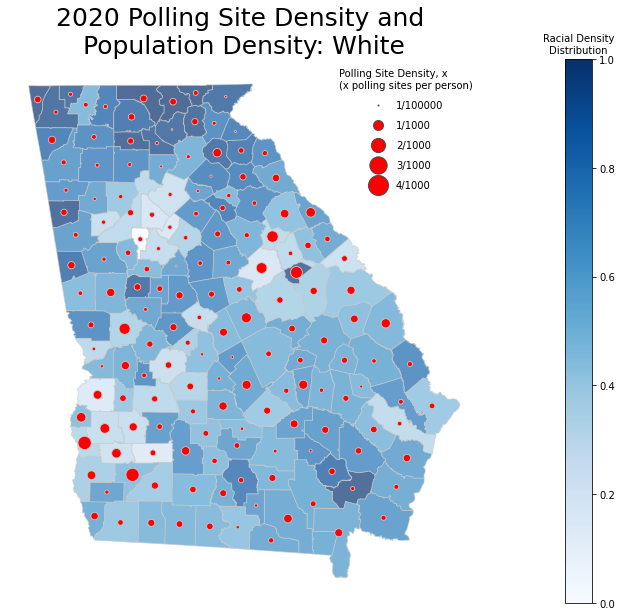 2020 Polling Site Density and
Population Density: White
Racial Density
Distribution
Polling Site Density, x
(x polling sites per person)
1/100000
1/1000
2/1000
3/1000
4/1000
1.0
0.8
0.6
0.4
0.2
0.0